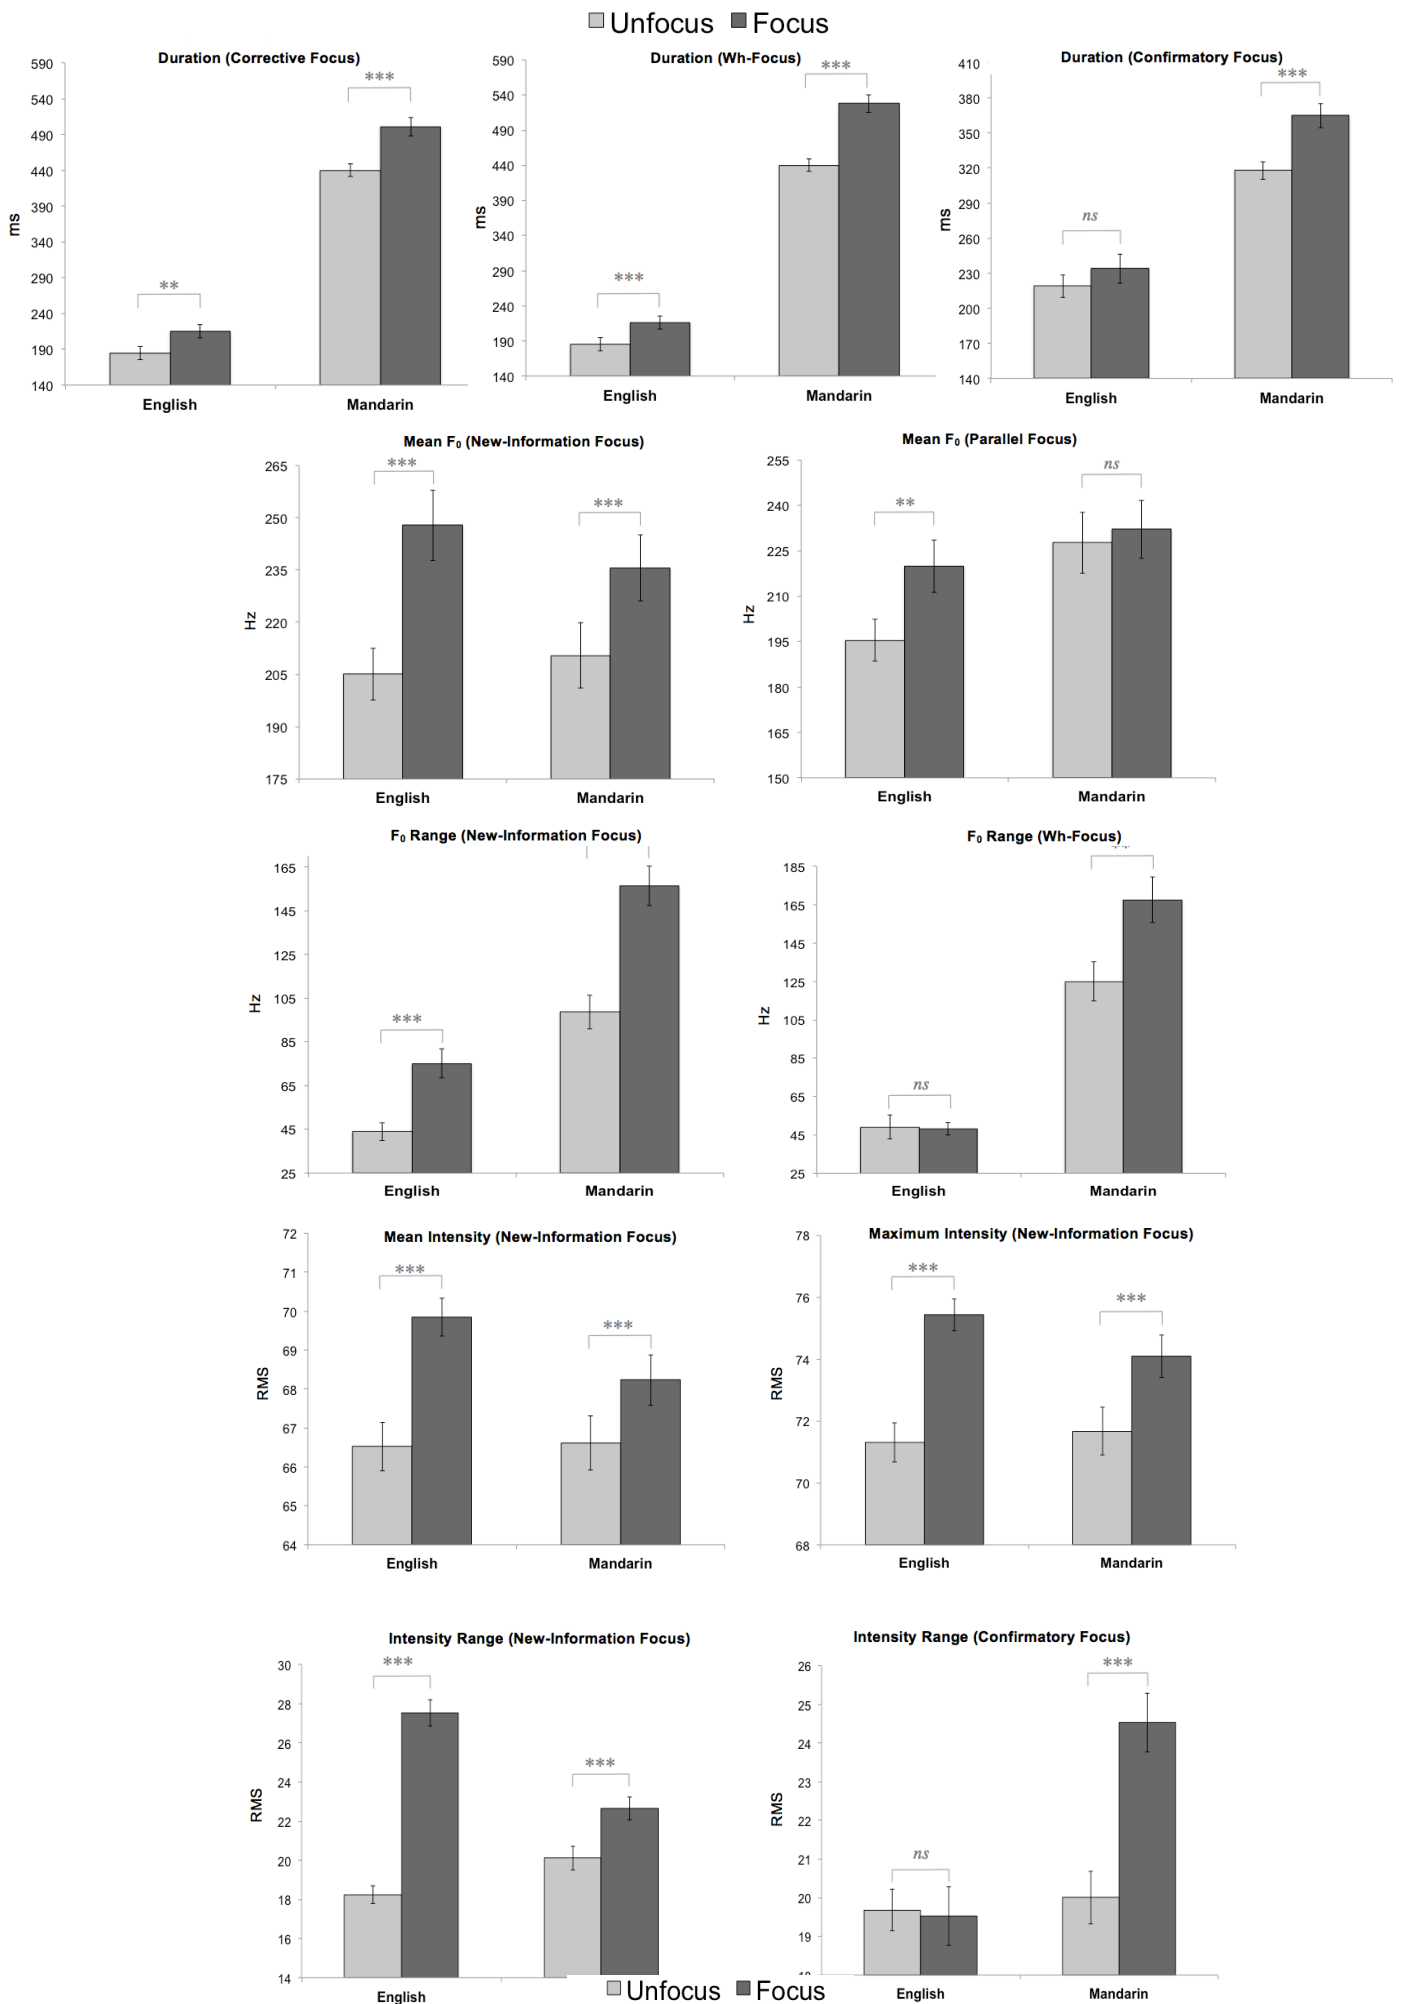 Unfocus Focus
Duration (Corrective Focus)
590
540
490
440
390
340
290
240
190
140
ms
**
***
English Mandarin
Duration (Wh-Focus)
590
540
490
440
390
340
290
240
190
140
ms
***
***
English Mandarin
Duration (Confirmatory Focus)
410
380
350
320
290
260
230
200
170
140
ms
ns
***
English Mandarin
Mean F₀ (New-Information Focus)
265
250
235
220
205
190
175
Hz
***
***
English Mandarin
Mean F₀ (Parallel Focus)
255
240
225
210
195
180
165
150
Hz
**
ns
English Mandarin
F₀ Range (New-Information Focus)
165
145
125
105
85
65
45
25
Hz
***
English Mandarin
F₀ Range (Wh-Focus)
185
165
145
125
105
85
65
45
25
Hz
ns
English Mandarin
Mean Intensity (New-Information Focus)
72
71
70
69
68
67
66
65
64
RMS
***
***
English Mandarin
Maximum Intensity (New-Information Focus)
78
76
74
72
70
68
RMS
***
***
English Mandarin
Intensity Range (New-Information Focus)
30
28
26
24
22
20
18
16
14
RMS
***
***
English
Intensity Range (Confirmatory Focus)
26
25
24
23
22
21
20
19
RMS
ns
***
English Mandarin
Unfocus Focus